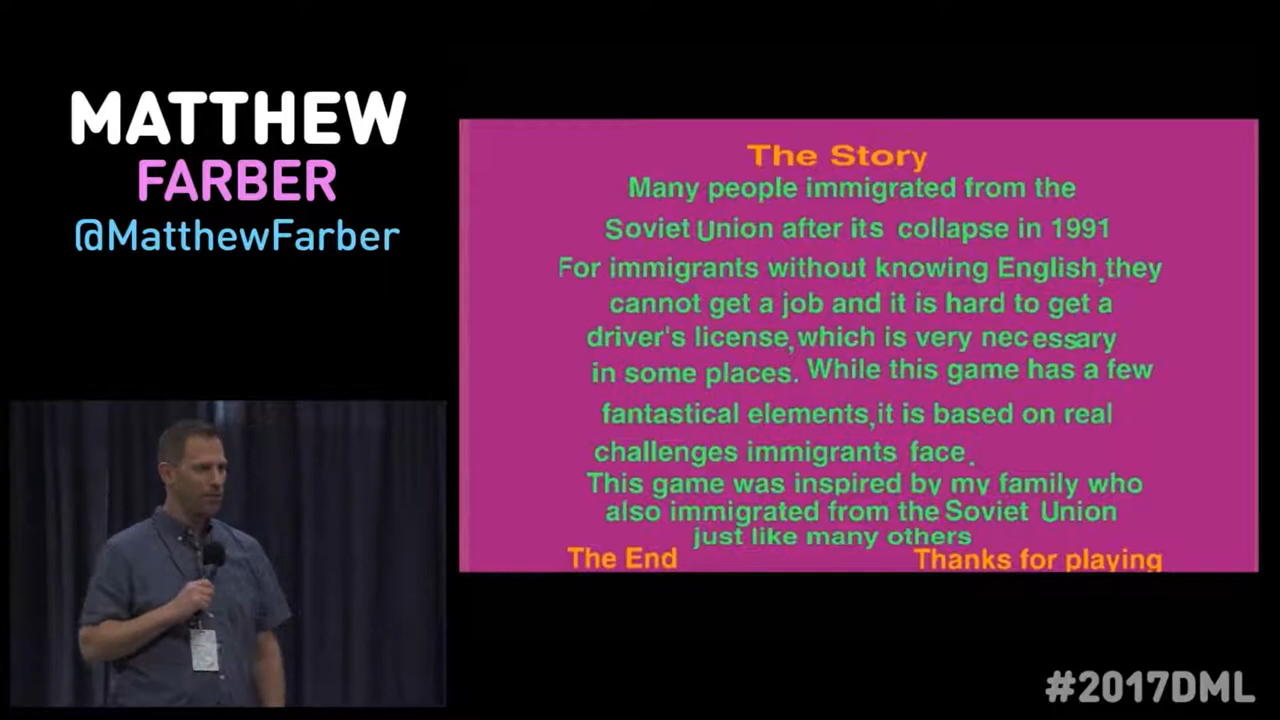 MATTHEW
FARBER
@MatthewFarber
The Story
Many people immigrated from the
Soviet Union after its collapse in 1991
For immigrants without knowing English,they
cannot get a job and it is hard to get a
driver's license,which is very necessary
in some places. While this game has a few
fantastical elements,it is based on real
challenges immigrants face.
This game was inspired by my family who
also immigrated from the Soviet Union
just like many others
The End Thanks for playing
#2017DML